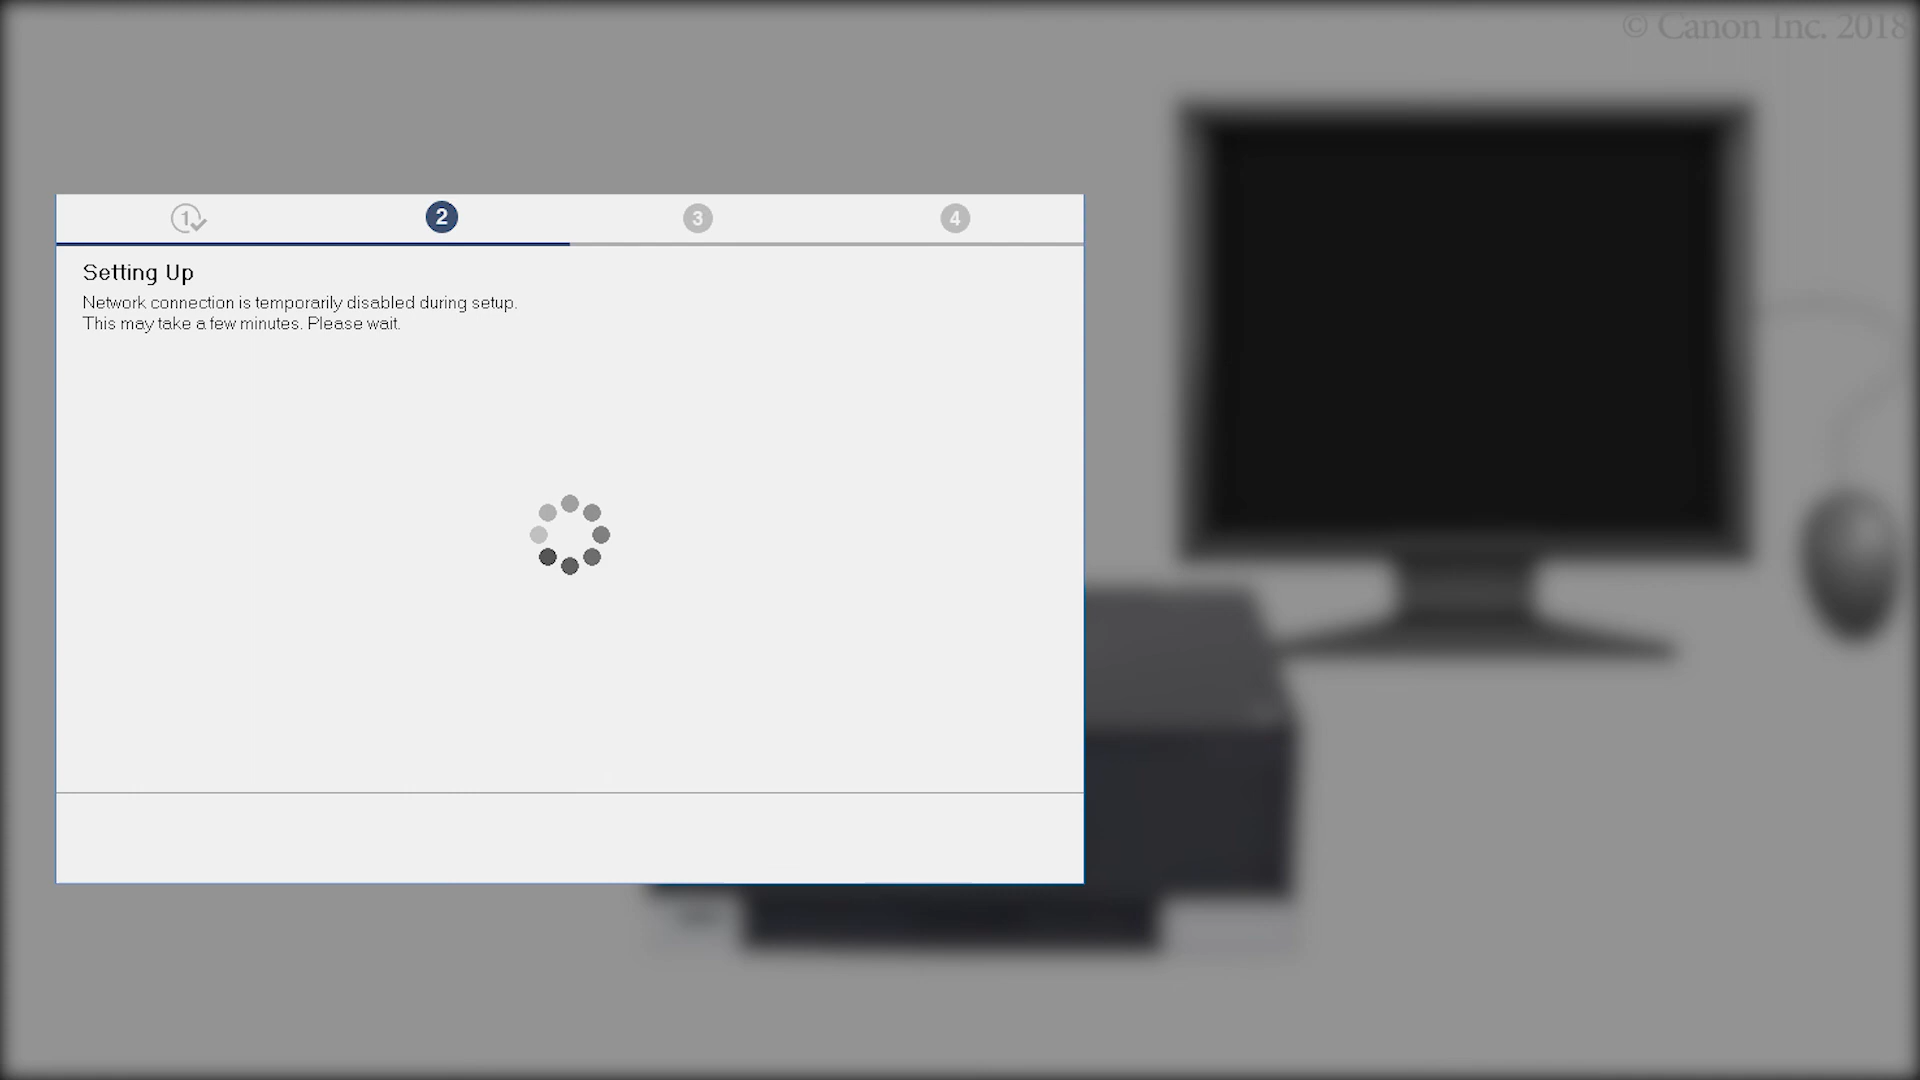 © Canon Inc. 2018
1
2
3
4
Setting Up
Network connection is temporarily disabled during setup.
This may take a few minutes. Please wait.